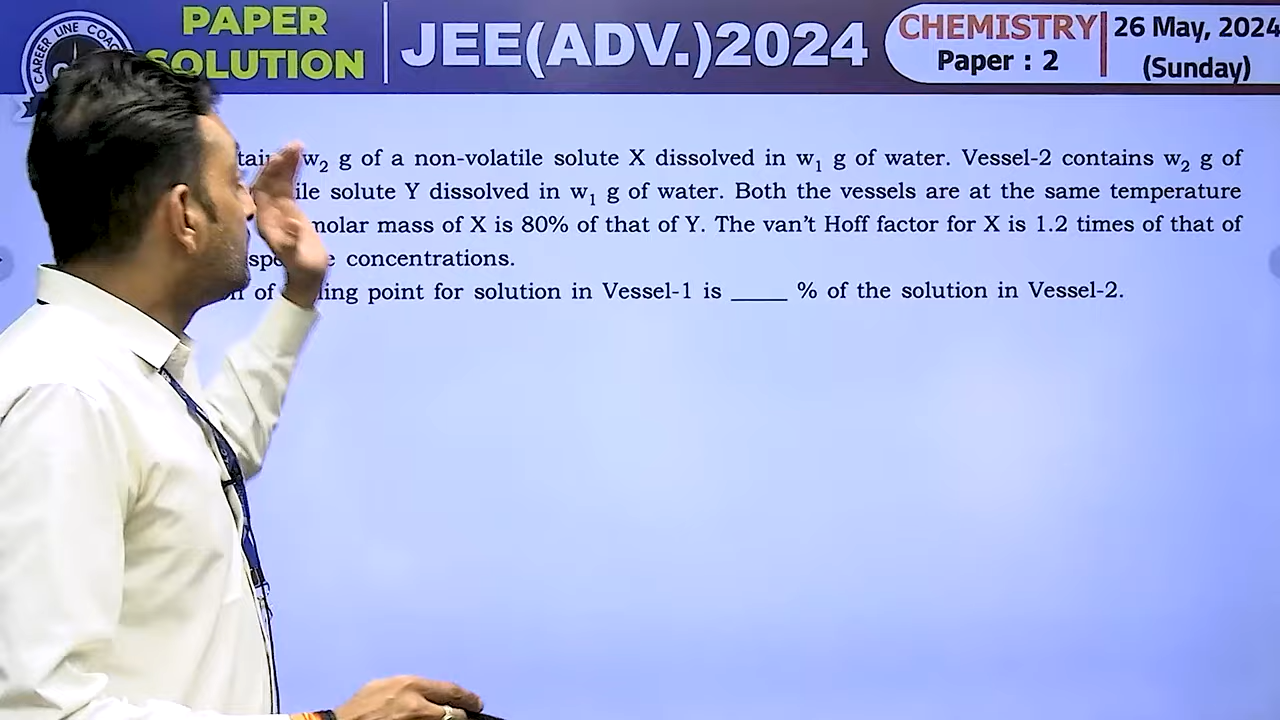 CAREER LINE COAC
PAPER
SOLUTION
JEE(ADV.)2024
CHEMISTRY
Paper : 2
26 May, 2024
(Sunday)
w₂ g of a non-volatile solute X dissolved in w₁ g of water. Vessel-2 contains w₂ g of
solute Y dissolved in w₁ g of water. Both the vessels are at the same temperature
molar mass of X is 80% of that of Y. The van’t Hoff factor for X is 1.2 times of that of
concentrations.
of point for solution in Vessel-1 is _____ % of the solution in Vessel-2.